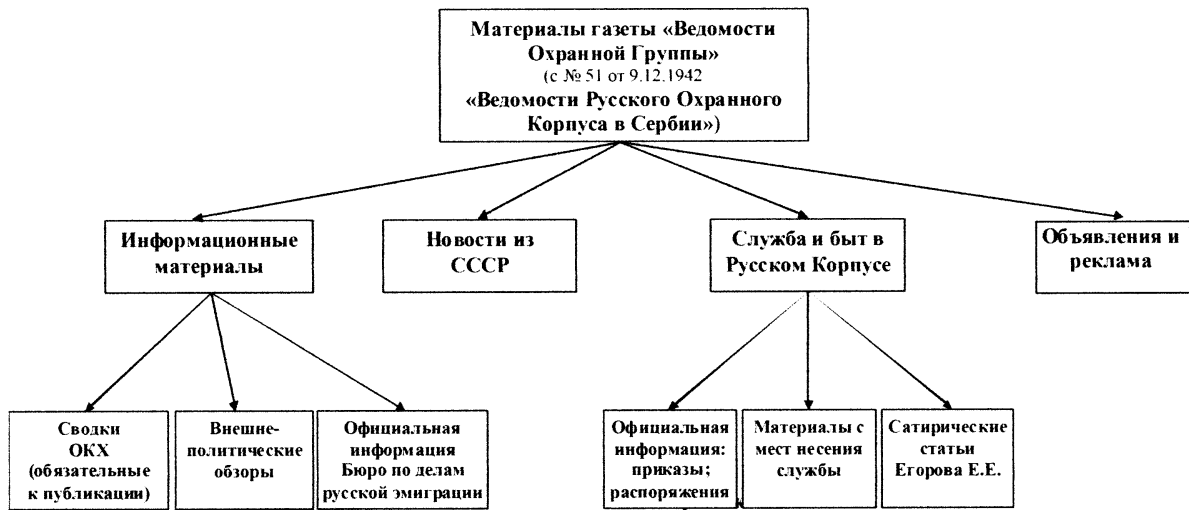 Материалы газеты «Ведомости
Охранной Группы»
(с № 51 от 9.12.1942
«Ведомости Русского Охранного
Корпуса в Сербии»)
Информационные
материалы
Новости из
СССР
Служба и быт в
Русском Корпусе
Объявления и
реклама
Сводки
ОКХ
(обязательные
к публикации)
Внешне-
политические
обзоры
Официальная
информация
Бюро по делам
русской эмиграции
Официальная
информация:
приказы;
распоряжения
Материалы с
мест несения
службы
Сатирические
статьи
Егорова Е.Е.